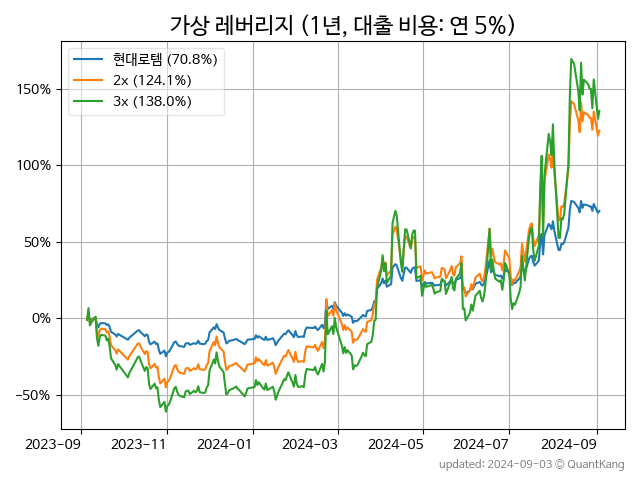 가상 레버리지 (1년, 대출 비용: 연 5%)
현대로템 (70.8%)
2x (124.1%)
3x (138.0%)
150%
100%
50%
0%
−50%
2023-09 2023-11 2024-01 2024-03 2024-05 2024-07 2024-09
updated: 2024-09-03 © QuantKang